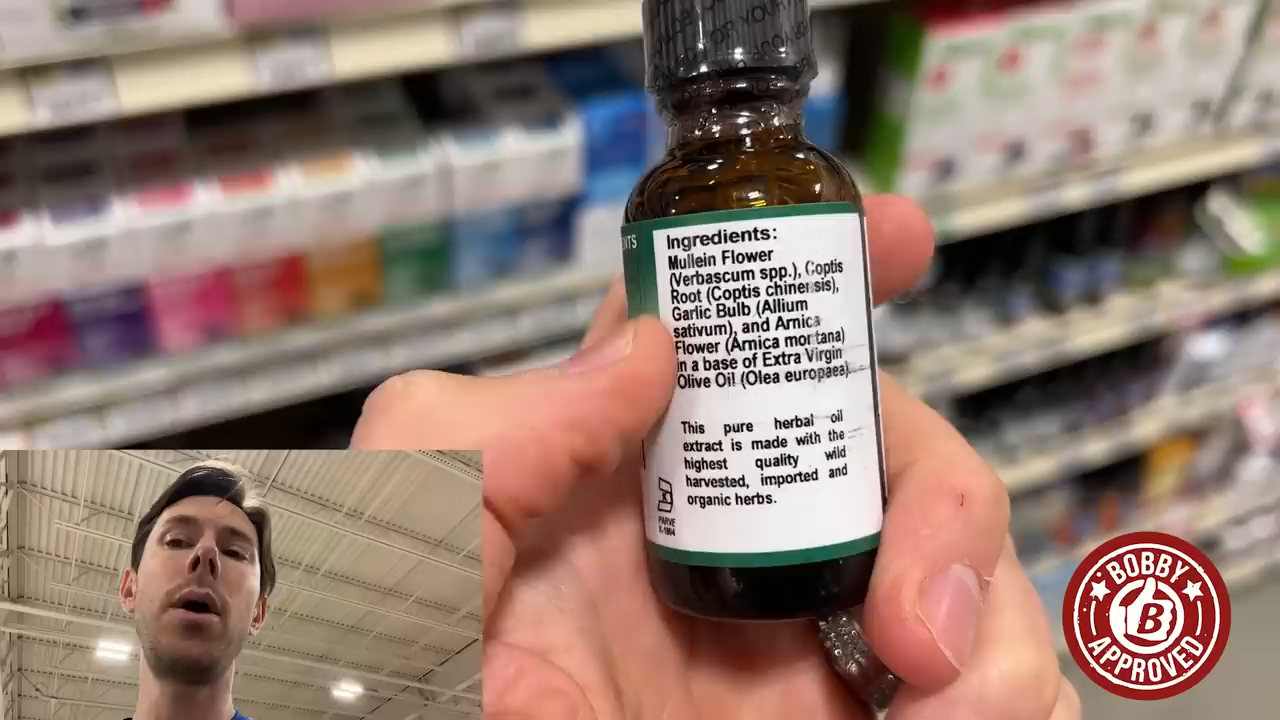 NTS
Ingredients:
Mullein Flower
(Verbascum spp.), Coptis
Root (Coptis chinensis),
Garlic Bulb (Allium
sativum), and Arnica
Flower (Arnica montana)
in a base of Extra Virgin
Olive Oil (Olea europaea).
This pure herbal oil
extract is made with the
highest quality wild
harvested, imported and
organic herbs.
PARVE
BOBBY
B
APPROVED